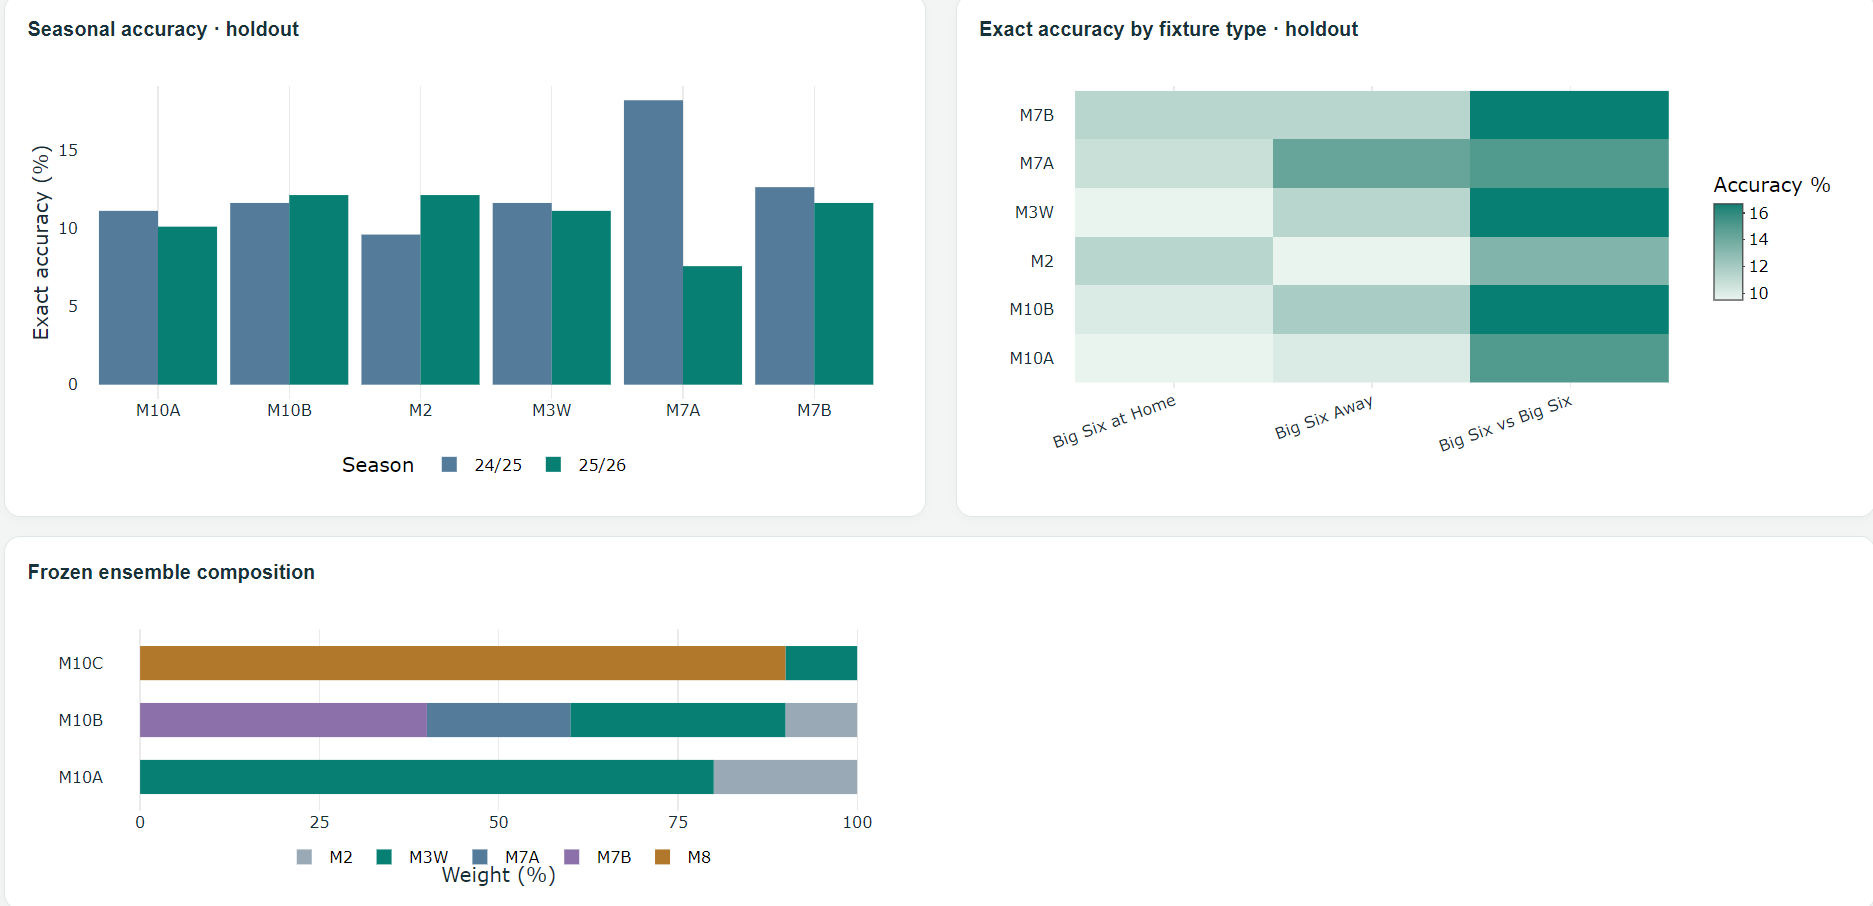 Seasonal accuracy · holdout
Exact accuracy (%)
15
10
5
0
M10A M10B M2 M3W M7A M7B
Season 24/25 25/26
Exact accuracy by fixture type · holdout
M7B
M7A
M3W
M2
M10B
M10A
Big Six at Home
Big Six Away
Big Six vs Big Six
Accuracy %
16
14
12
10
Frozen ensemble composition
M10C
M10B
M10A
0 25 50 75 100
M2 M3W M7A M7B M8
Weight (%)